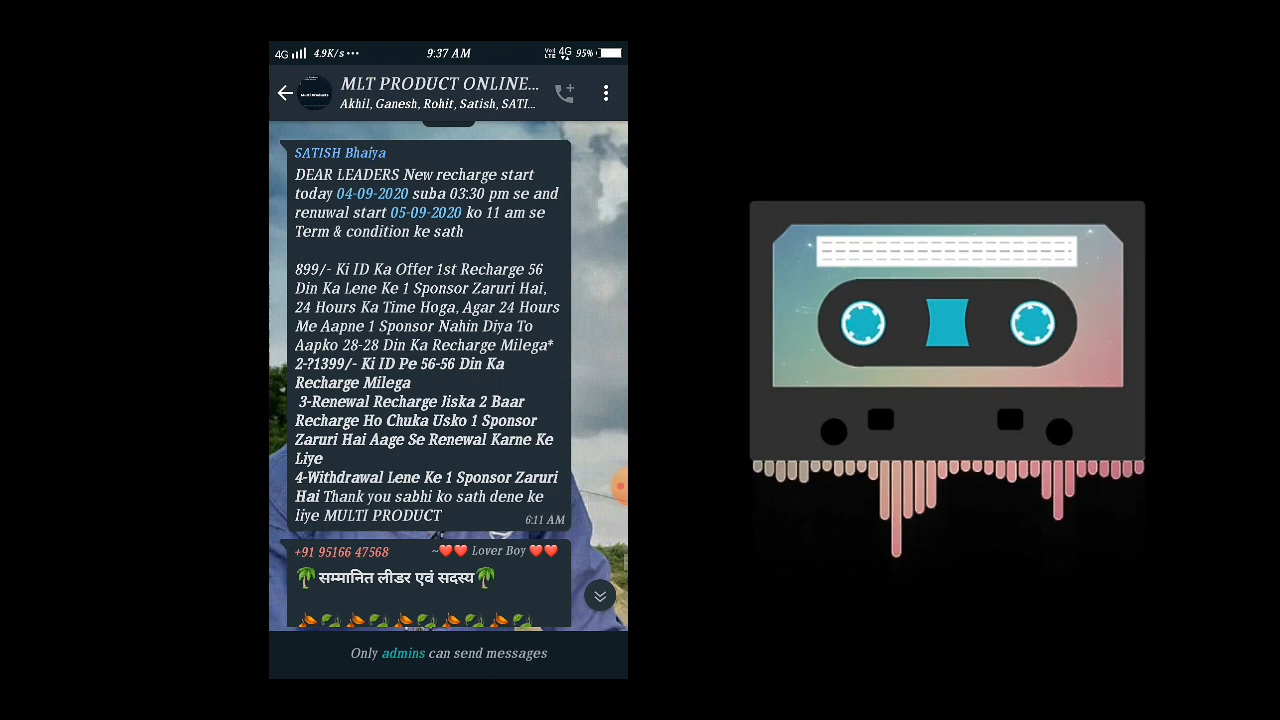 4G 4.9K/s ••• 9:37 AM VoD LTE 4G 95%
MLT PRODUCT ONLINE...
Multi Products
Akhil, Ganesh, Rohit, Satish, SATI...
SATISH Bhaiya
DEAR LEADERS New recharge start
today 04-09-2020 suba 03:30 pm se and
renuwal start 05-09-2020 ko 11 am se
Term & condition ke sath
899/- Ki ID Ka Offer 1st Recharge 56
Din Ka Lene Ke 1 Sponsor Zaruri Hai,
24 Hours Ka Time Hoga, Agar 24 Hours
Me Aapne 1 Sponsor Nahin Diya To
Aapko 28-28 Din Ka Recharge Milega*
2-?1399/- Ki ID Pe 56-56 Din Ka
Recharge Milega
3-Renewal Recharge Jiska 2 Baar
Recharge Ho Chuka Usko 1 Sponsor
Zaruri Hai Aage Se Renewal Karne Ke
Liye
4-Withdrawal Lene Ke 1 Sponsor Zaruri
Hai Thank you sabhi ko sath dene ke
liye MULTI PRODUCT 6:11 AM
+91 95166 47568 ~❤️❤️ Lover Boy ❤️❤️
🌴सम्मानित लीडर एवं सदस्य🌴
Only admins can send messages